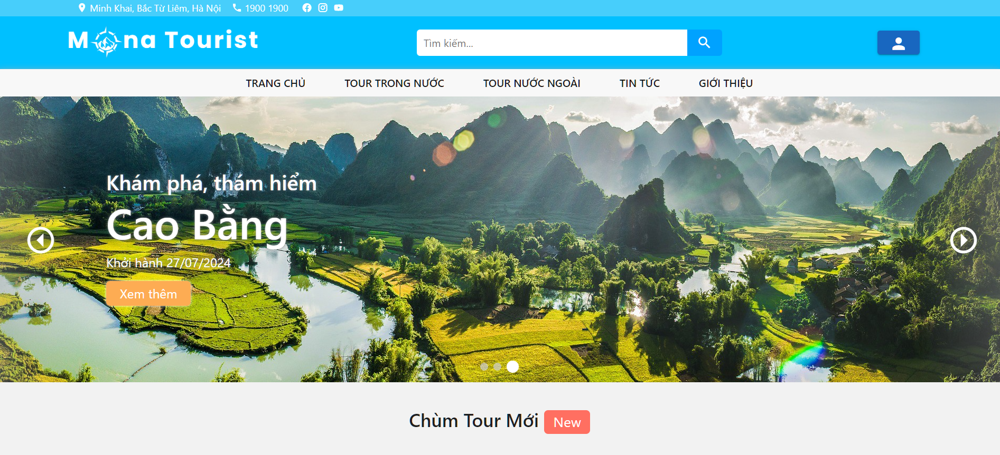 Minh Khai, Bắc Từ Liêm, Hà Nội 1900 1900
Mona Tourist
Tìm kiếm...
TRANG CHỦ TOUR TRONG NƯỚC TOUR NƯỚC NGOÀI TIN TỨC GIỚI THIỆU
Khám phá, thám hiểm
Cao Bằng
Khởi hành 27/07/2024
Xem thêm
Chùm Tour Mới New